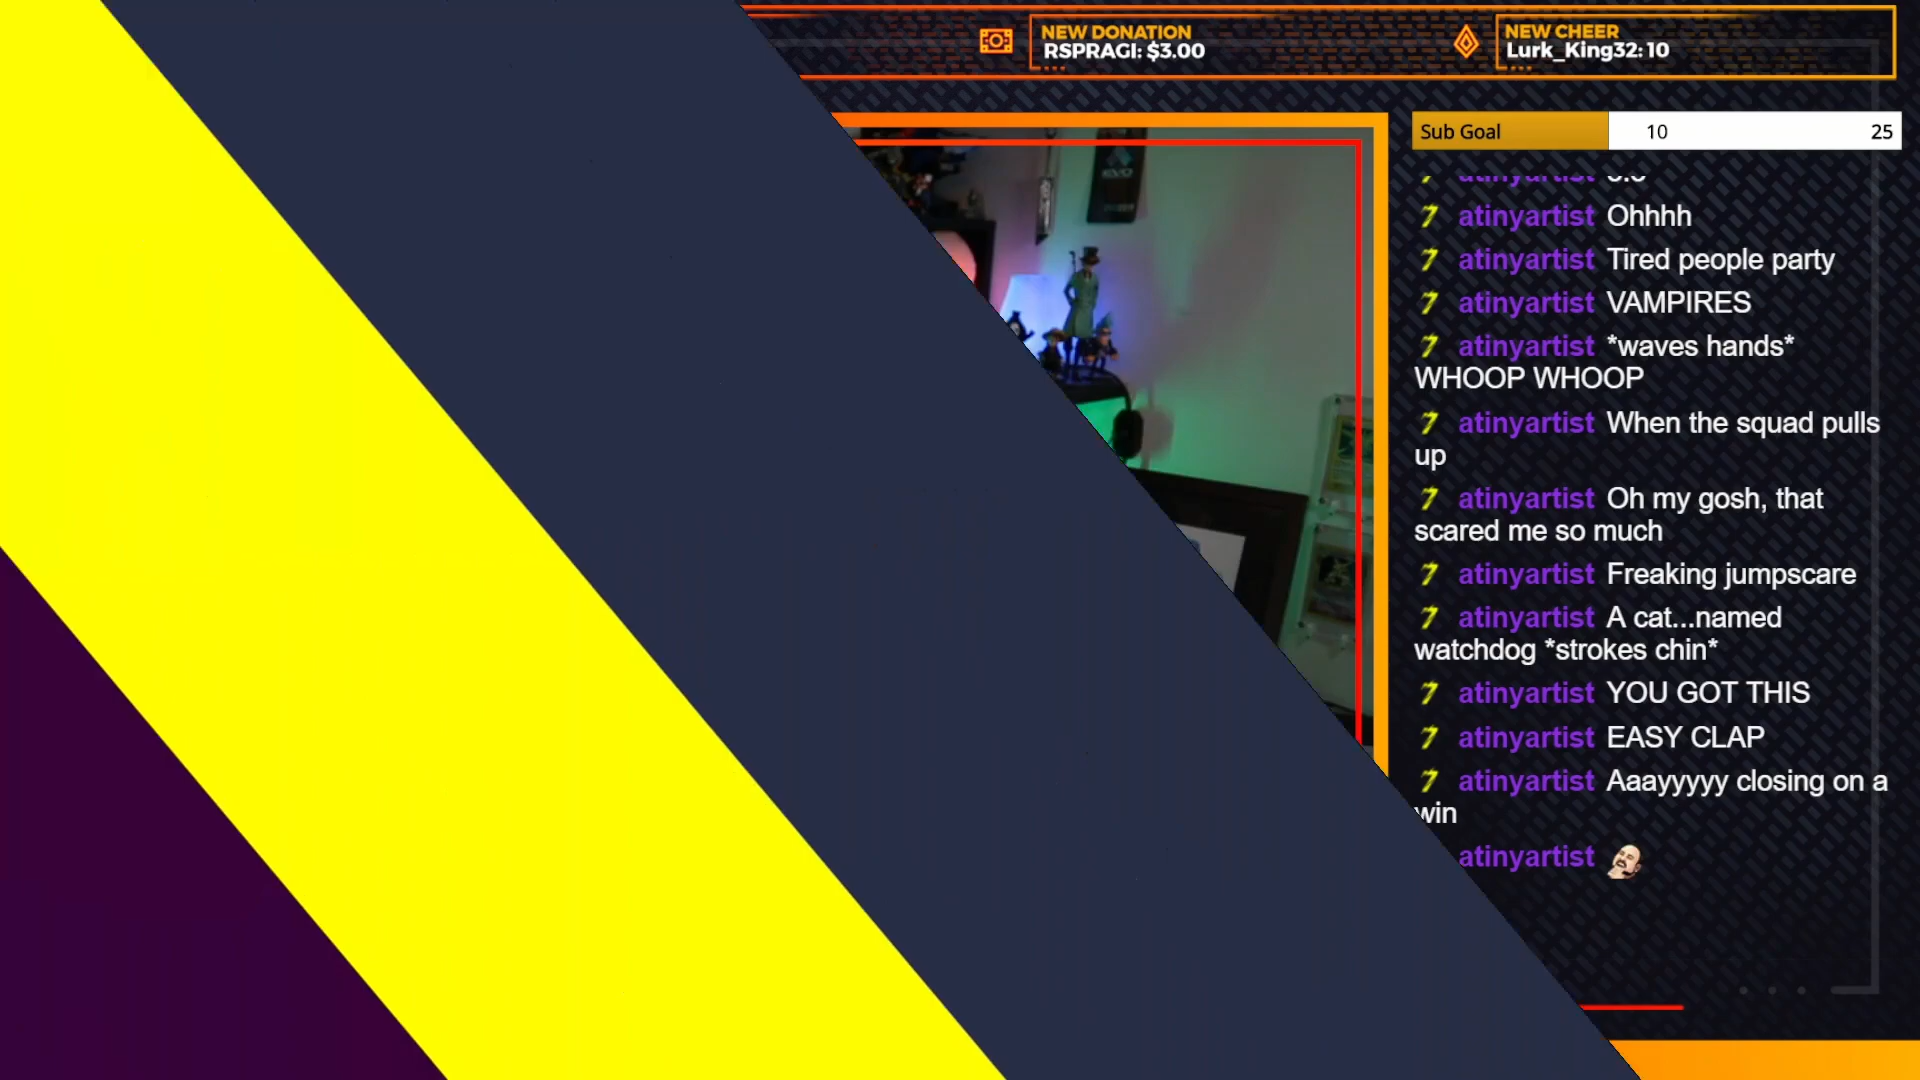 NEW DONATION
RSPRAGI: $3.00
NEW CHEER
Lurk_King32: 10
Sub Goal 10 25
atinyartist
atinyartist Ohhhh
atinyartist Tired people party
atinyartist VAMPIRES
atinyartist *waves hands*
WHOOP WHOOP
atinyartist When the squad pulls
up
atinyartist Oh my gosh, that
scared me so much
atinyartist Freaking jumpscare
atinyartist A cat...named
watchdog *strokes chin*
atinyartist YOU GOT THIS
atinyartist EASY CLAP
atinyartist Aaayyyyy closing on a
win
atinyartist